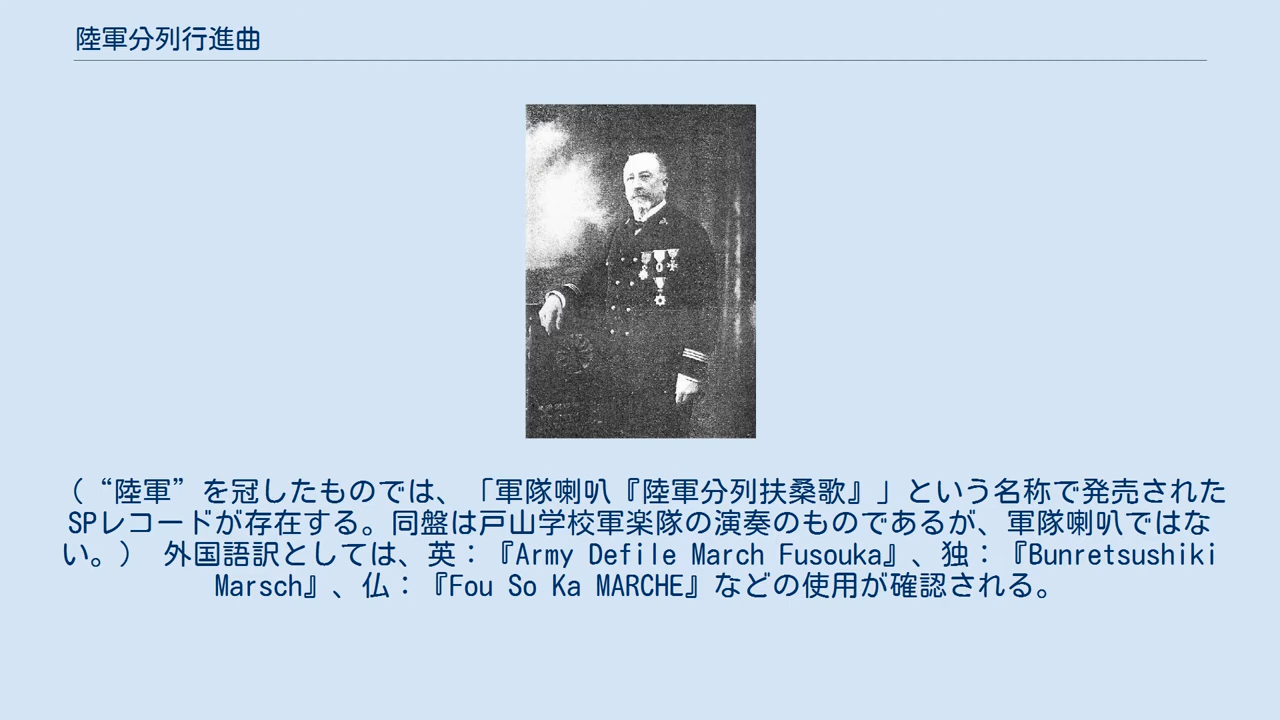 陸軍分列行進曲
（“陸軍”を冠したものでは、「軍隊喇叭『陸軍分列扶桑歌』」という名称で発売された
SPレコードが存在する。同盤は戸山学校軍楽隊の演奏のものであるが、軍隊喇叭ではな
い。） 外国語訳としては、英：『Army Defile March Fusouka』、独：『Bunretsushiki
Marsch』、仏：『Fou So Ka MARCHE』などの使用が確認される。